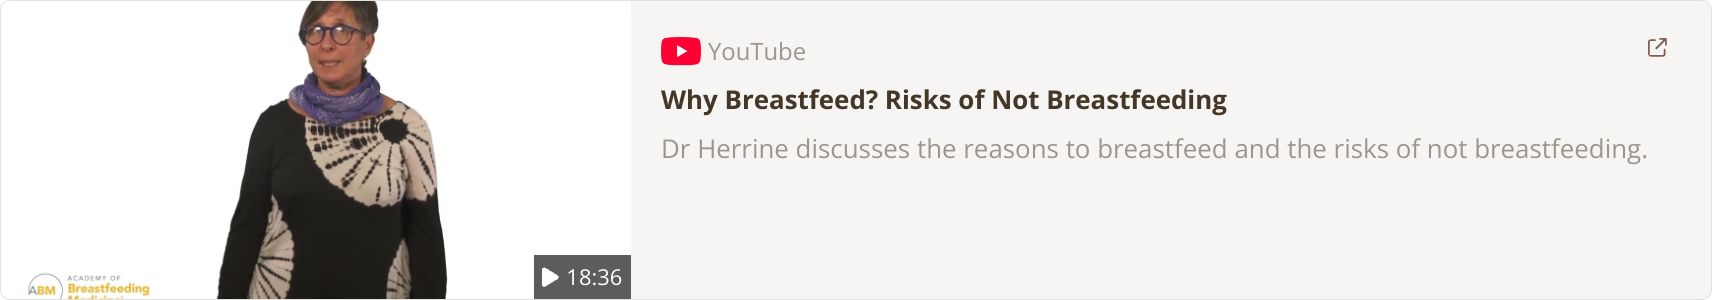 YouTube
Why Breastfeed? Risks of Not Breastfeeding
Dr Herrine discusses the reasons to breastfeed and the risks of not breastfeeding.
18:36
ABM
ACADEMY OF
Breastfeeding